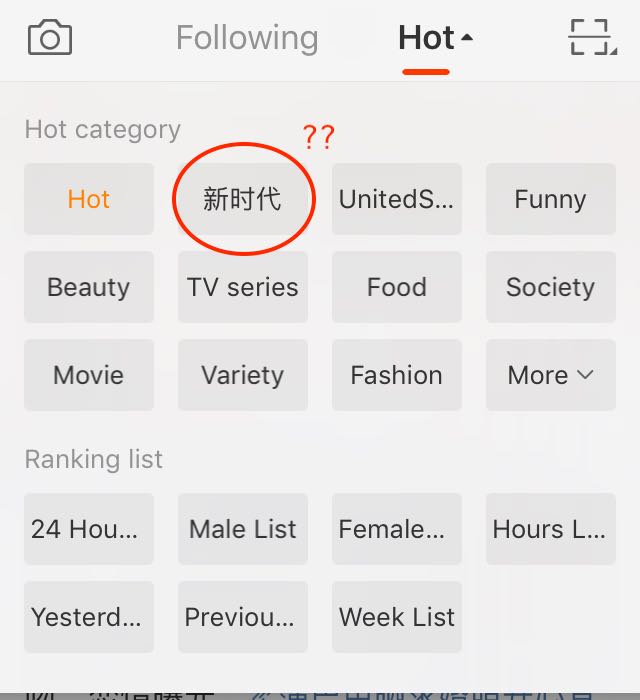 Following Hot
Hot category ??
Hot 新时代 UnitedS... Funny
Beauty TV series Food Society
Movie Variety Fashion More
Ranking list
24 Hou... Male List Female... Hours L...
Yesterd... Previou... Week List